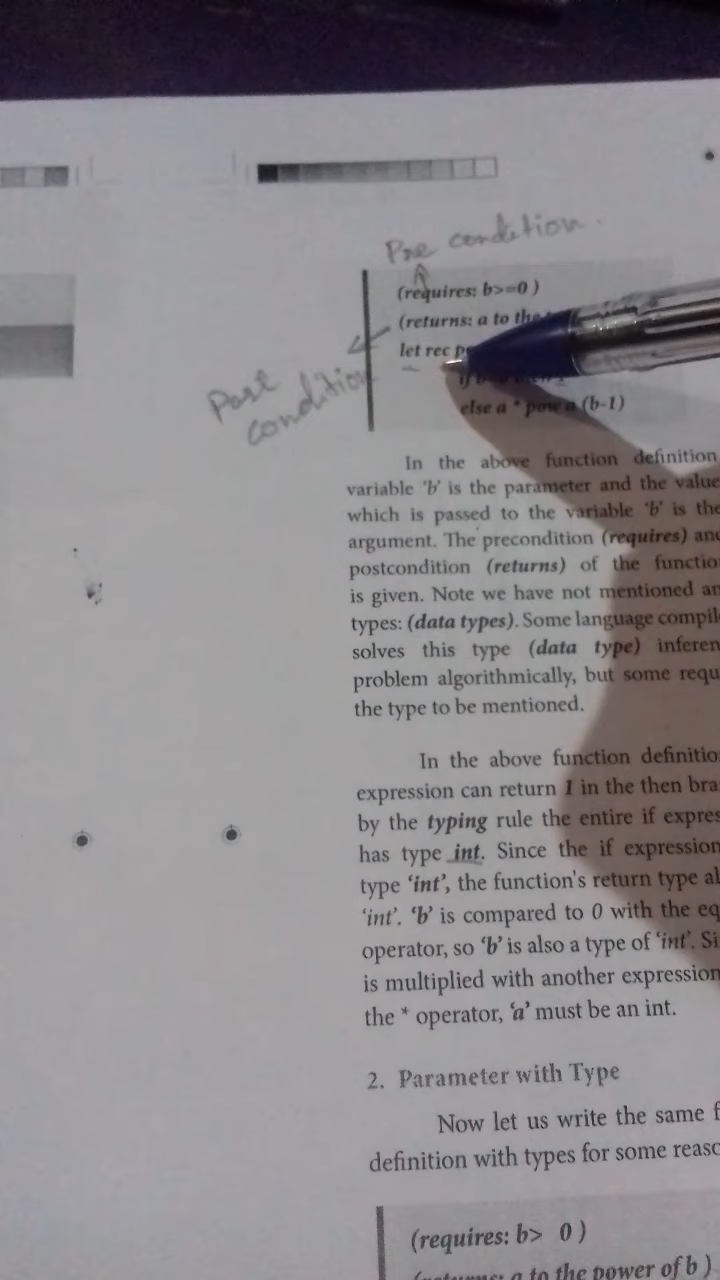 Pre condition.
(requires: b>=0 )
(returns: a to the
let rec
Post
condition
else a * pow a (b-1)
In the above function definition
variable 'b' is the parameter and the value
which is passed to the variable 'b' is the
argument. The precondition (requires) and
postcondition (returns) of the functio
is given. Note we have not mentioned an
types: (data types). Some language compil
solves this type (data type) inferen
problem algorithmically, but some requ
the type to be mentioned.
In the above function definitio
expression can return 1 in the then bra
by the typing rule the entire if expres
has type int. Since the if expression
type 'int', the function's return type al
'int'. 'b' is compared to 0 with the eq
operator, so 'b' is also a type of 'int'. Si
is multiplied with another expression
the * operator, 'a' must be an int.
2. Parameter with Type
Now let us write the same f
definition with types for some reaso
(requires: b> 0 )
(returns: a to the power of b )